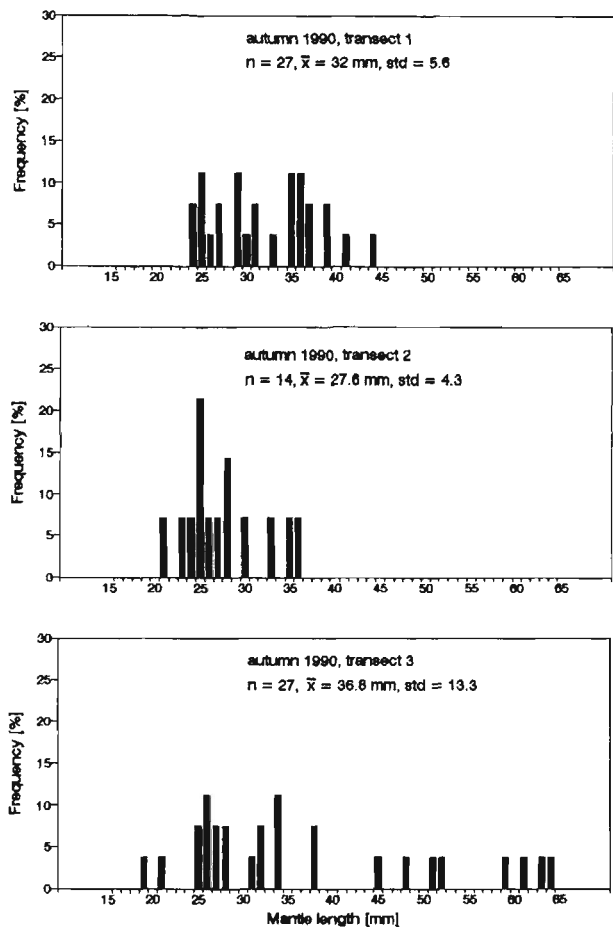 autumn 1990, transect 1
n = 27, x̄ = 32 mm, std = 5.6
Frequency [%]
30
25
20
15
10
5
0
15 20 25 30 35 40 45 50 55 60 65
autumn 1990, transect 2
n = 14, x̄ = 27.6 mm, std = 4.3
Frequency [%]
30
25
20
15
10
5
0
15 20 25 30 35 40 45 50 55 60 65
autumn 1990, transect 3
n = 27, x̄ = 36.6 mm, std = 13.3
Frequency [%]
30
25
20
15
10
5
0
15 20 25 30 35 40 45 50 55 60 65
Mantle length [mm]